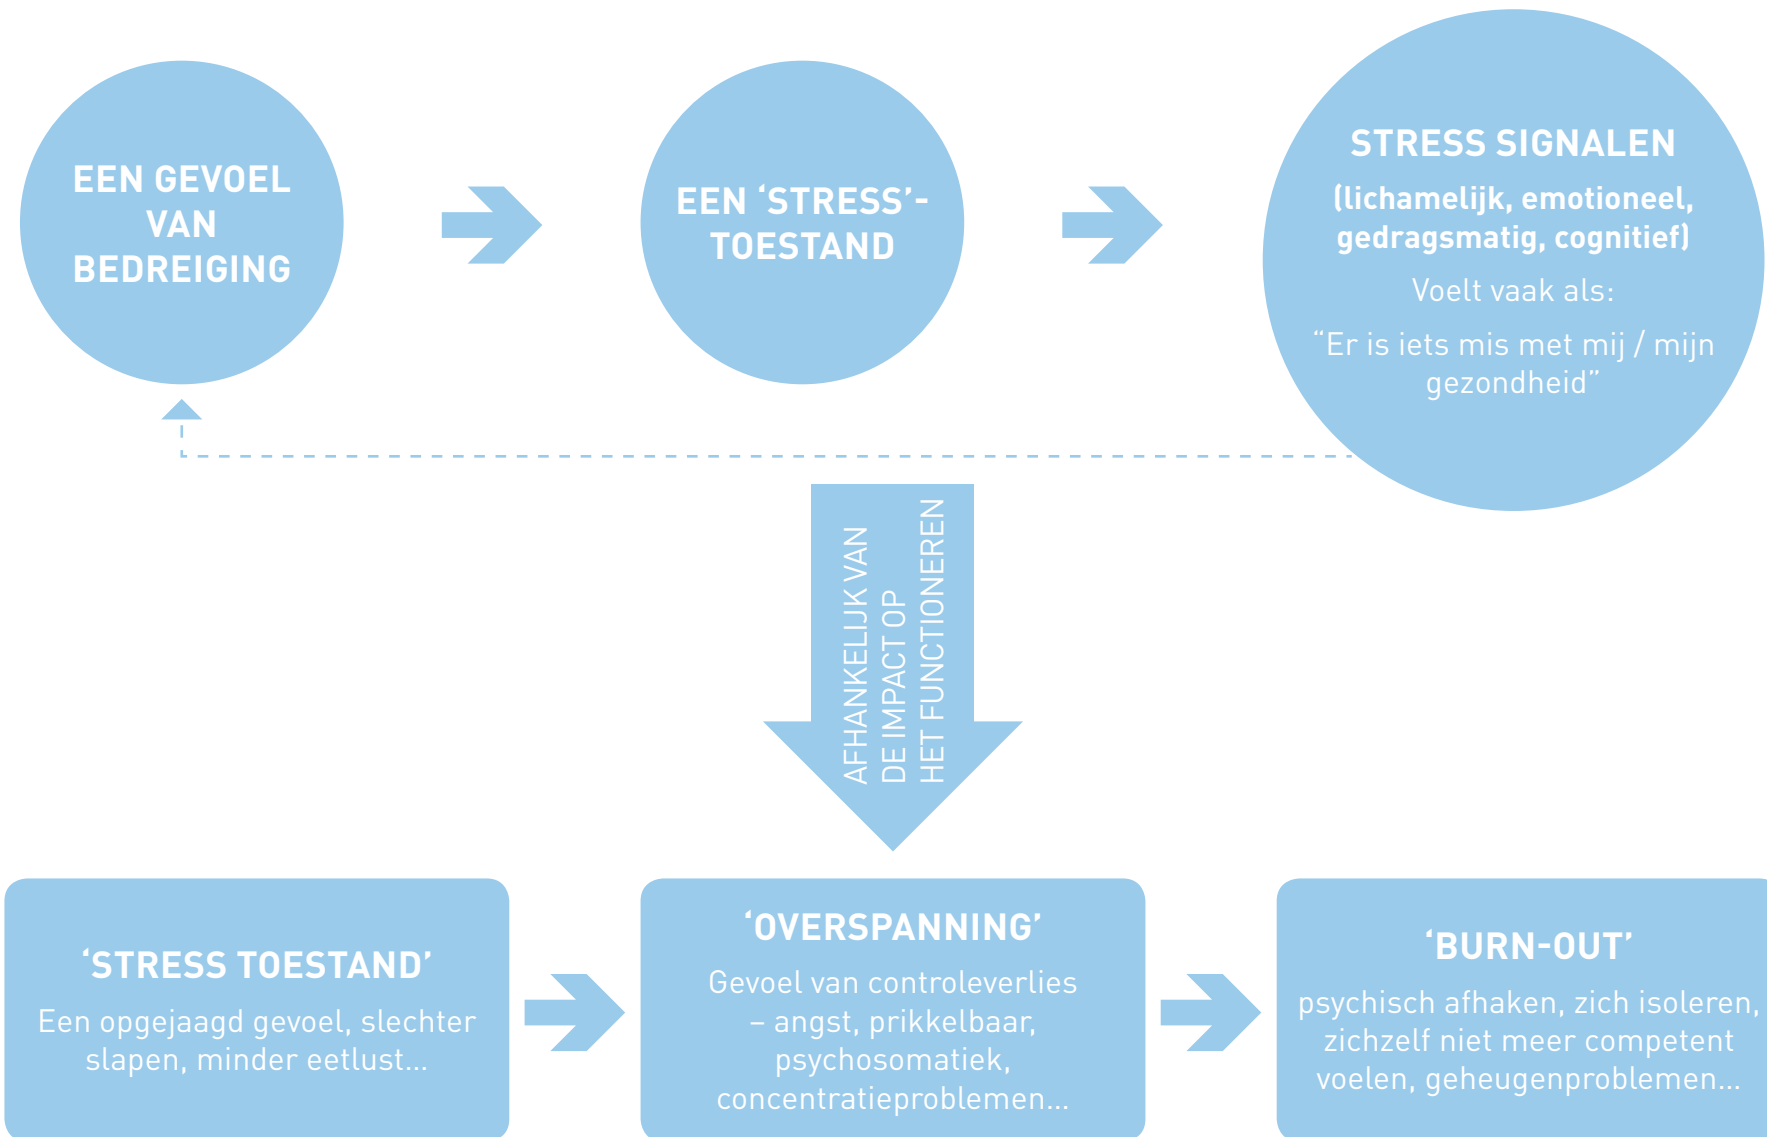 EEN GEVOEL
VAN
BEDREIGING
EEN ‘STRESS’-
TOESTAND
STRESS SIGNALEN
(lichamelijk, emotioneel,
gedragsmatig, cognitief)
Voelt vaak als:
“Er is iets mis met mij / mijn
gezondheid”
AFHANKELIJK VAN
DE IMPACT OP
HET FUNCTIONEREN
‘STRESS TOESTAND’
Een opgejaagd gevoel, slechter
slapen, minder eetlust...
‘OVERSPANNING’
Gevoel van controleverlies
– angst, prikkelbaar,
psychosomatiek,
concentratieproblemen...
‘BURN-OUT’
psychisch afhaken, zich isoleren,
zichzelf niet meer competent
voelen, geheugenproblemen...